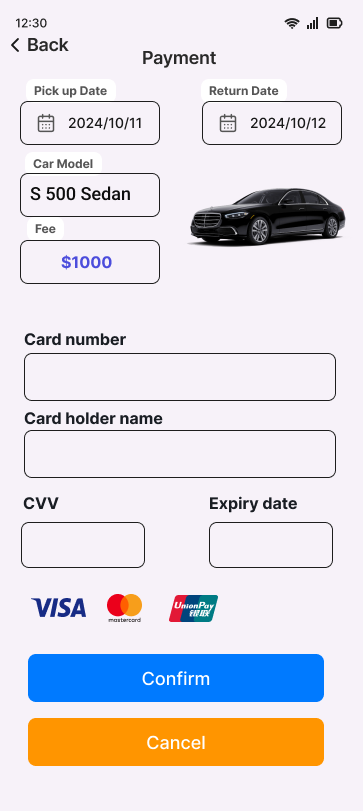 12:30
Back
Payment
Pick up Date
Return Date
2024/10/11
2024/10/12
Car Model
S 500 Sedan
Fee
$1000
Card number
Card holder name
CVV
Expiry date
VISA
mastercard
UnionPay
银联
Confirm
Cancel